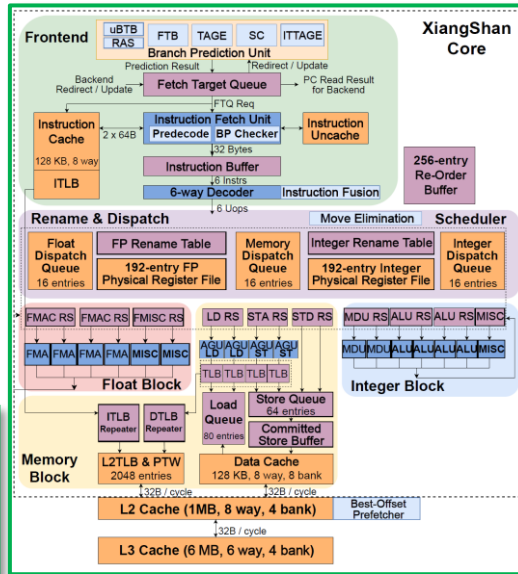 XiangShan
Core
Frontend
uBTB
RAS
FTB
TAGE
SC
ITTAGE
Branch Prediction Unit
Prediction Result
Redirect / Update
Backend
Redirect / Update
Fetch Target Queue
PC Read Result
for Backend
FTQ Req
Instruction
Cache
128 KB, 8 way
ITLB
2 x 64B
Instruction Fetch Unit
Predecode
BP Checker
Instruction
Uncache
32 Bytes
Instruction Buffer
6 Instrs
6-way Decoder
Instruction Fusion
6 Uops
256-entry
Re-Order
Buffer
Rename & Dispatch
Move Elimination
Scheduler
Float
Dispatch
Queue
16 entries
FP Rename Table
192-entry FP
Physical Register File
Memory
Dispatch
Queue
16 entries
Integer Rename Table
192-entry Integer
Physical Register File
Integer
Dispatch
Queue
16 entries
FMAC RS
FMAC RS
FMISC RS
FMA
FMA
FMA
FMA
MISC
MISC
Float Block
LD RS
STA RS
STD RS
AGU
LD
AGU
LD
AGU
ST
AGU
ST
TLB
TLB
TLB
TLB
MDU RS
ALU RS
ALU RS
MISC
MDU
MDU
ALU
ALU
ALU
ALU
MISC
Integer Block
ITLB
Repeater
DTLB
Repeater
Load
Queue
80 entries
Store Queue
64 entries
Committed
Store Buffer
Memory
Block
L2TLB & PTW
2048 entries
Data Cache
128 KB, 8 way, 8 bank
32B / cycle
32B / cycle
L2 Cache (1MB, 8 way, 4 bank)
Best-Offset
Prefetcher
32B / cycle
L3 Cache (6 MB, 6 way, 4 bank)